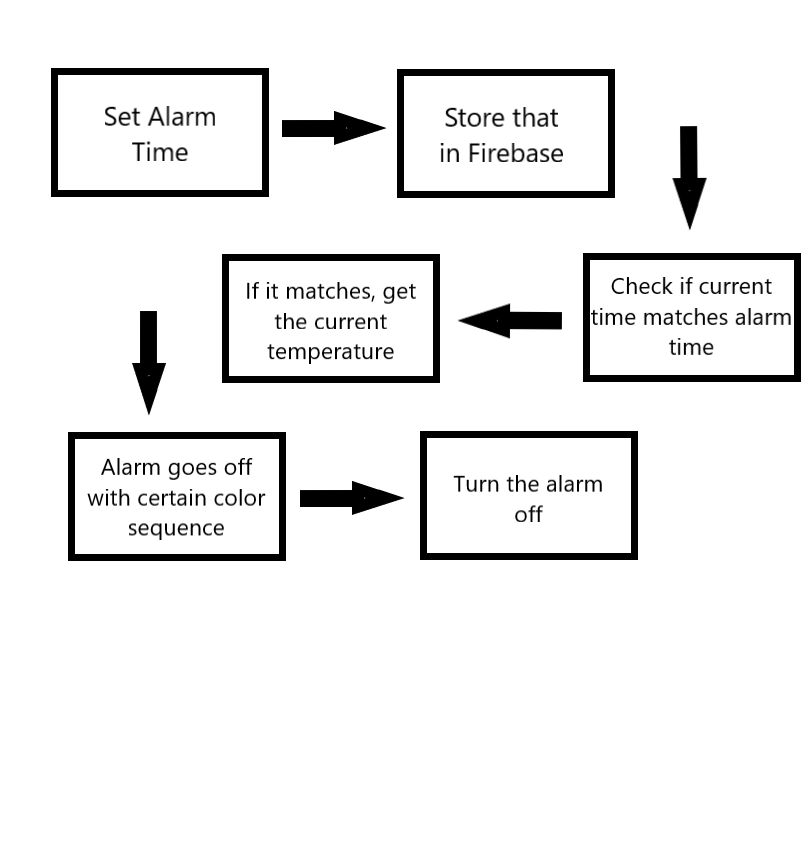 Set Alarm
Time
Store that
in Firebase
Check if current
time matches alarm
time
If it matches, get
the current
temperature
Alarm goes off
with certain color
sequence
Turn the alarm
off